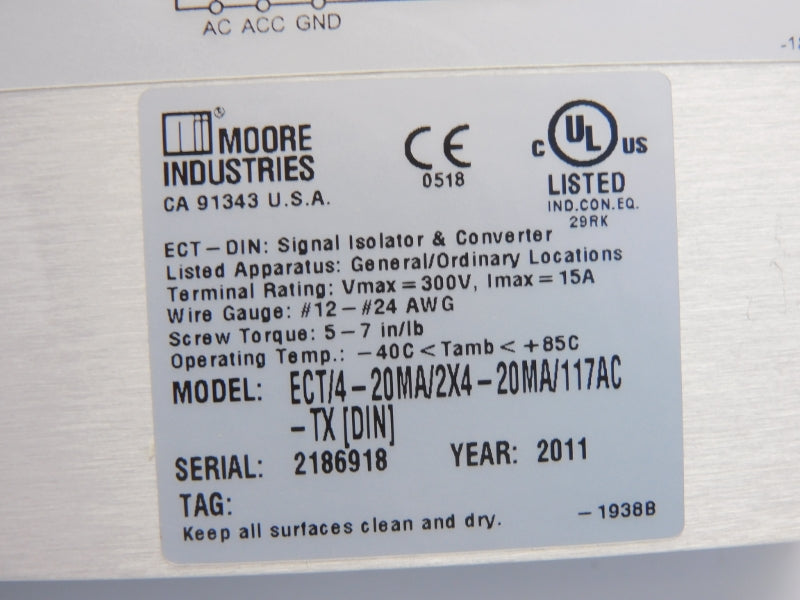 AC ACC GND
MOORE
INDUSTRIES
CA 91343 U.S.A.
CE
0518
C UL US
®
LISTED
IND.CON.EQ.
29RK
ECT-DIN: Signal Isolator & Converter
Listed Apparatus: General/Ordinary Locations
Terminal Rating: Vmax=300V, Imax=15A
Wire Gauge: #12-#24 AWG
Screw Torque: 5-7 in/lb
Operating Temp.: -40C<Tamb<+85C
MODEL: ECT/4-20MA/2X4-20MA/117AC
-TX [DIN]
SERIAL: 2186918 YEAR: 2011
TAG:
Keep all surfaces clean and dry. -1938B